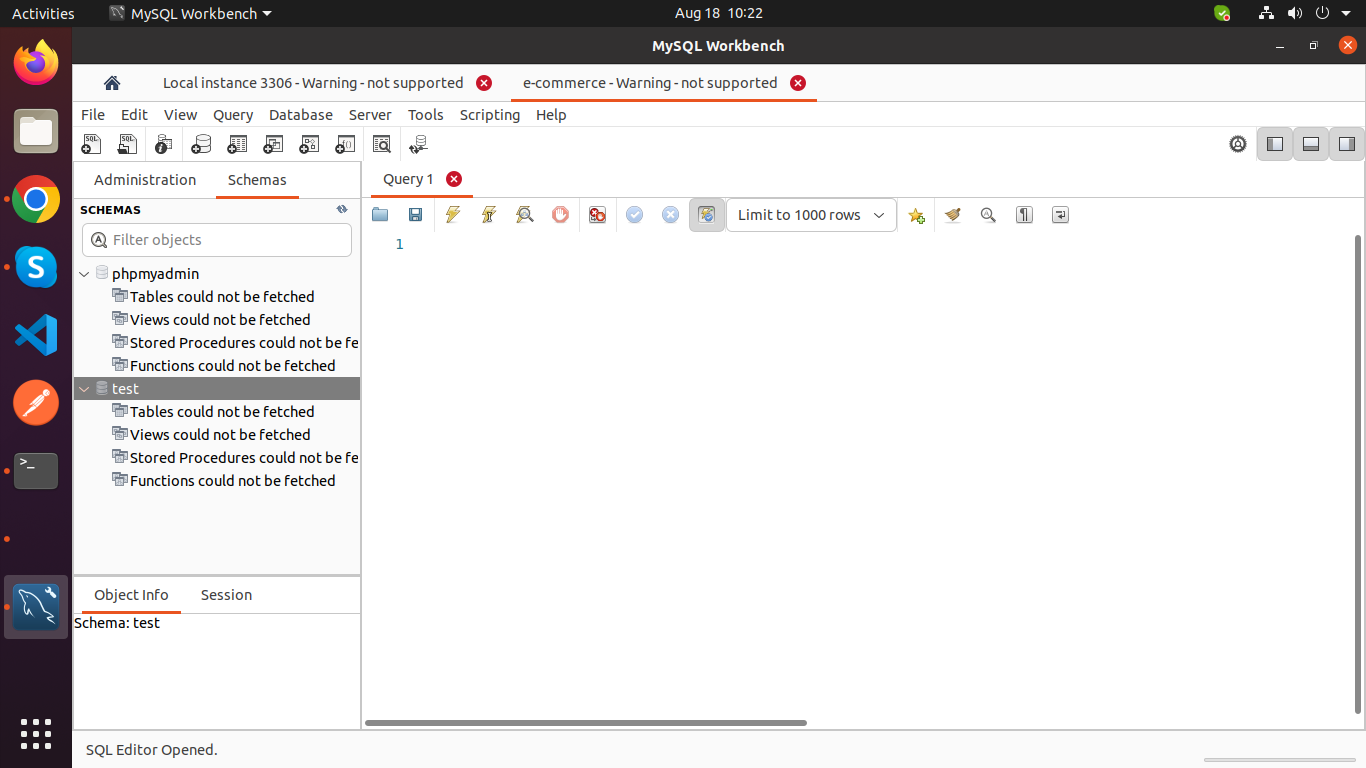 Activities
MySQL Workbench
Aug 18 10:22
MySQL Workbench
Local instance 3306 - Warning - not supported
e-commerce - Warning - not supported
File Edit View Query Database Server Tools Scripting Help
Administration
Schemas
Query 1
SCHEMAS
Limit to 1000 rows
Filter objects
1
phpmyadmin
Tables could not be fetched
Views could not be fetched
Stored Procedures could not be fe
Functions could not be fetched
test
Tables could not be fetched
Views could not be fetched
Stored Procedures could not be fe
Functions could not be fetched
Object Info
Session
Schema: test
SQL Editor Opened.